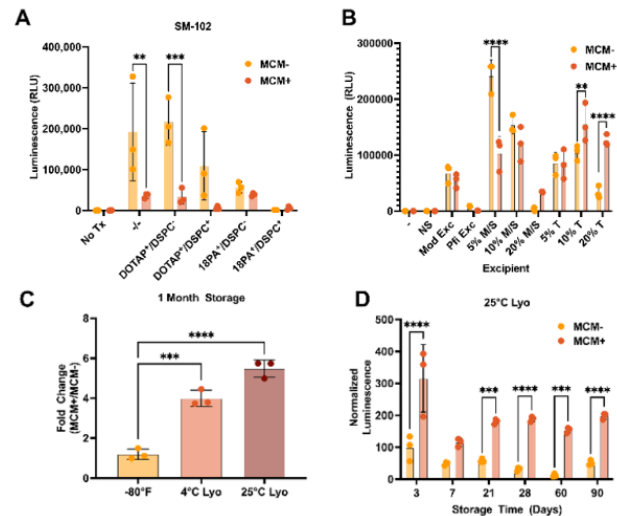 A
SM-102
**
***
MCM-
MCM+
400,000
300,000
200,000
100,000
0
Luminescence (RLU)
No Tx
-/-
DOTAP⁺/DSPC⁻
DOTAP⁺/DSPC⁺
18PA⁺/DSPC⁻
18PA⁺/DSPC⁺
B
MCM-
MCM+
****
**
****
300000
200000
100000
0
Luminescence (RLU)
-
NS
Mod Exc
Pfi Exc
5% M/S
10% M/S
20% M/S
5% T
10% T
20% T
Excipient
C
1 Month Storage
****
***
8
6
4
2
0
Fold Change
(MCM+/MCM-)
-80°F
4°C Lyo
25°C Lyo
D
25°C Lyo
MCM-
MCM+
****
***
****
***
****
500
400
300
200
100
0
Normalized
Luminescence
3
7
21
28
60
90
Storage Time (Days)